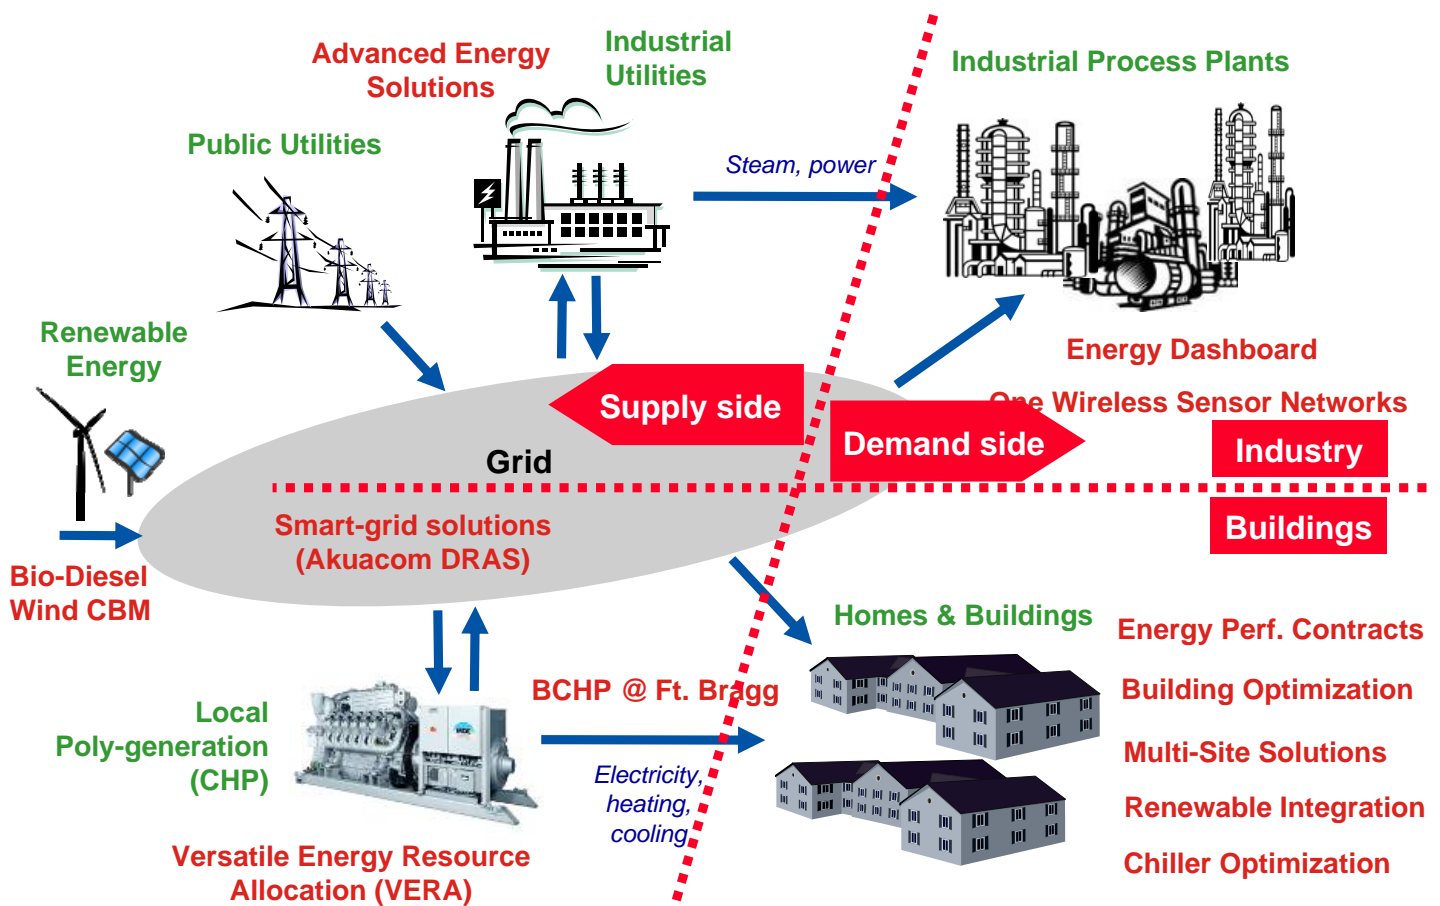 Advanced Energy
Solutions
Industrial
Utilities
Industrial Process Plants
Public Utilities
Steam, power
Renewable
Energy
Energy Dashboard
One Wireless Sensor Networks
Supply side
Demand side
Industry
Grid
Buildings
Smart-grid solutions
(Akuacom DRAS)
Bio-Diesel
Wind CBM
Homes & Buildings
Energy Perf. Contracts
BCHP @ Ft. Bragg
Building Optimization
Local
Poly-generation
(CHP)
Multi-Site Solutions
Electricity,
heating,
cooling
Renewable Integration
Versatile Energy Resource
Allocation (VERA)
Chiller Optimization